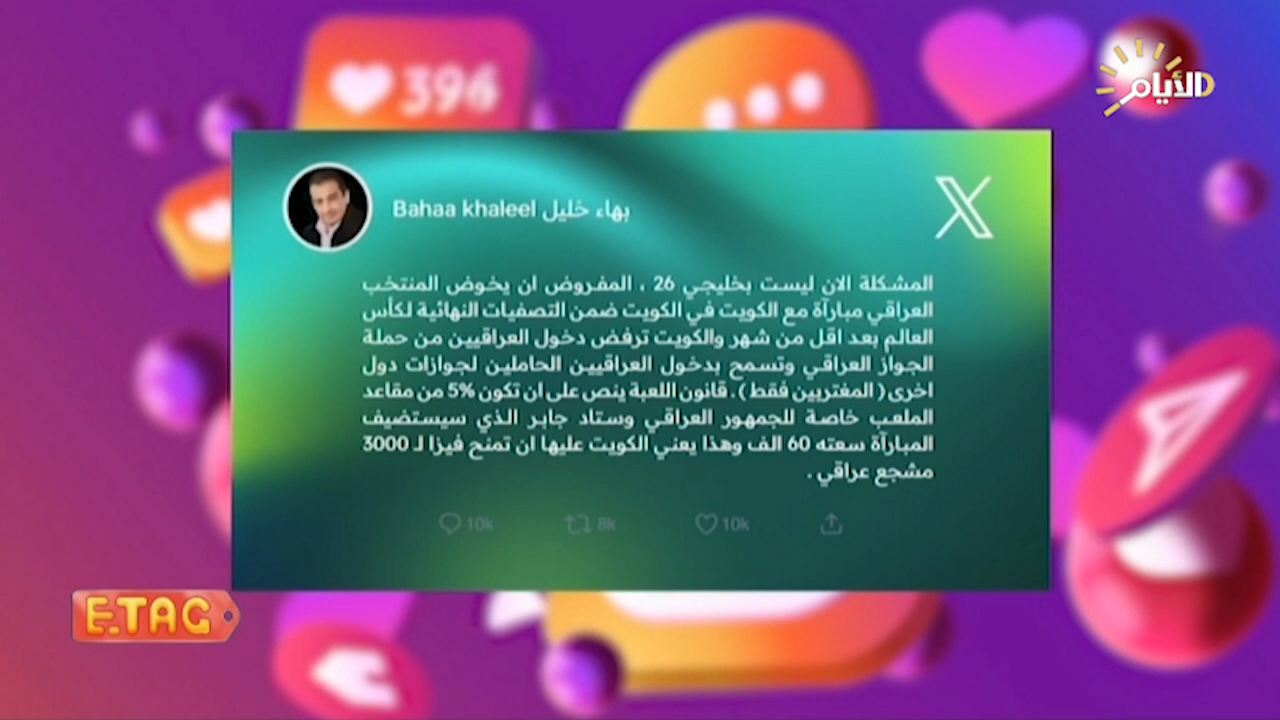 396
الأيام
Bahaa khaleel بهاء خليل
المشكلة الان ليست بخليجي 26 ، المفروض ان يخوض المنتخب
العراقي مبارآة مع الكويت في الكويت ضمن التصفيات النهائية لكأس
العالم بعد اقل من شهر والكويت ترفض دخول العراقيين من حملة
الجواز العراقي وتسمح بدخول العراقيين الحاملين لجوازات دول
اخرى ( المغتربين فقط ) . قانون اللعبة ينص على ان تكون 5% من مقاعد
الملعب خاصة للجمهور العراقي وستاد جابر الذي سيستضيف
المبارآة سعته 60 الف وهذا يعني الكويت عليها ان تمنح فيزا لـ 3000
مشجع عراقي .
10k 8k 10k
E.TAG